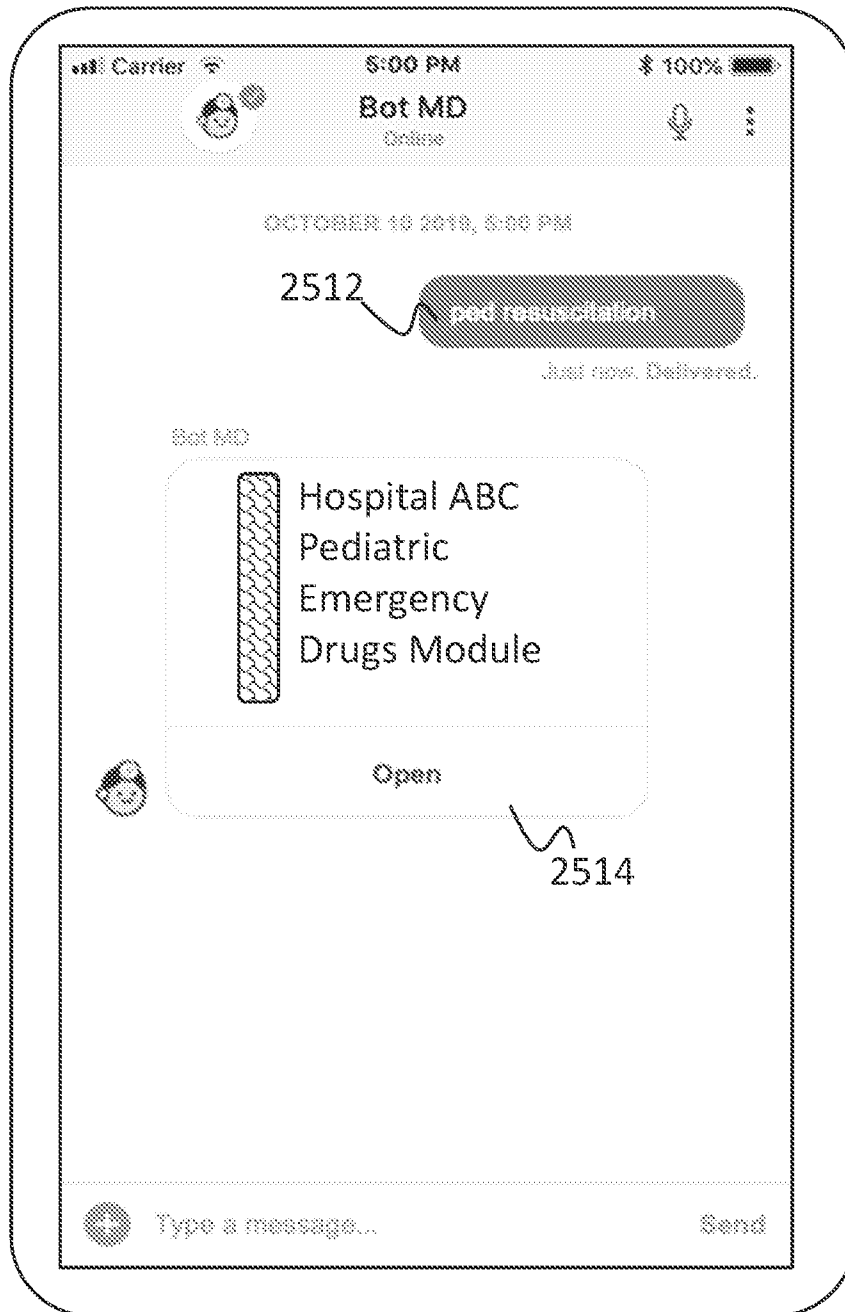 Carrier 5:00 PM 100%
Bot MD
Online
OCTOBER 10 2019, 5:00 PM
2512
ped resuscitation
Just now. Delivered.
Bot MD
Hospital ABC
Pediatric
Emergency
Drugs Module
Open
2514
Type a message... Send